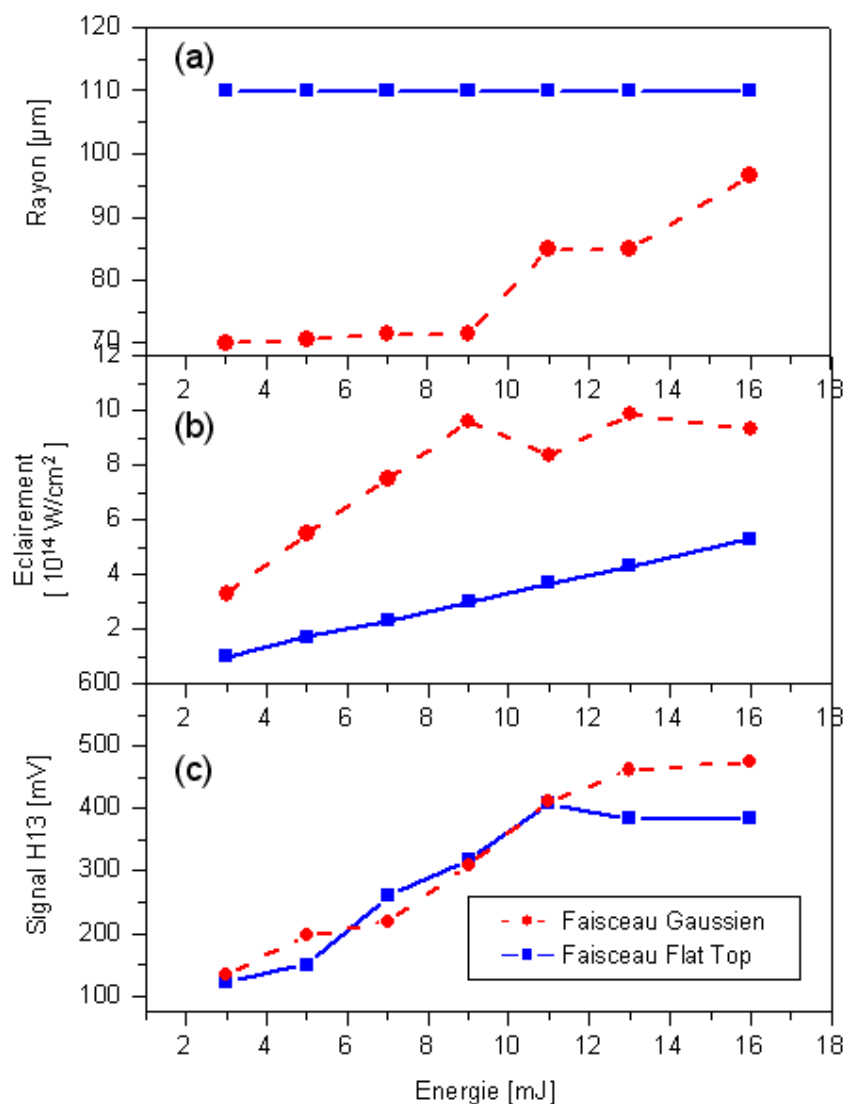 120
(a)
110
100
90
80
70
Rayon [µm]
2 4 6 8 10 12 14 16 18
12
(b)
10
8
6
4
2
Eclairement
[ 10¹⁴ W/cm² ]
2 4 6 8 10 12 14 16 18
600
(c)
500
400
300
200
100
Signal H13 [mV]
Faisceau Gaussien
Faisceau Flat Top
2 4 6 8 10 12 14 16 18
Energie [mJ]